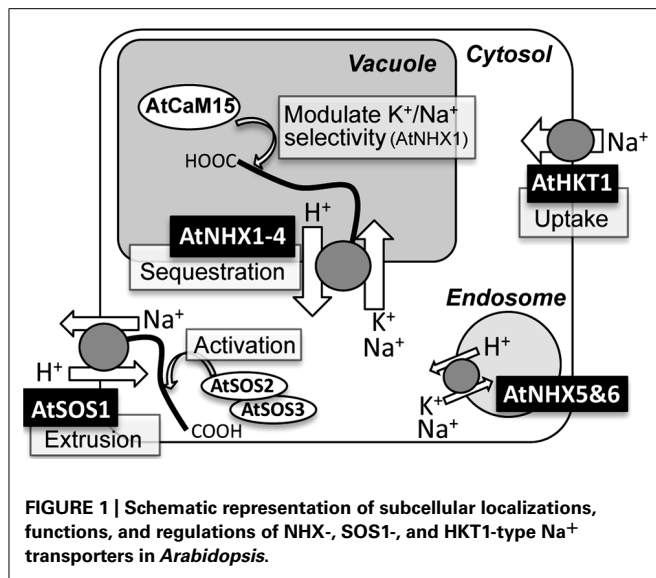 Vacuole
Cytosol
AtCaM15
Modulate K⁺/Na⁺
selectivity (AtNHX1)
HOOC
Na⁺
AtHKT1
Uptake
H⁺
AtNHX1-4
Sequestration
K⁺
Na⁺
Endosome
H⁺
AtNHX5&6
K⁺
Na⁺
Na⁺
Activation
H⁺
AtSOS2
AtSOS3
AtSOS1
Extrusion
COOH
FIGURE 1 | Schematic representation of subcellular localizations,
functions, and regulations of NHX-, SOS1-, and HKT1-type Na⁺
transporters in Arabidopsis.